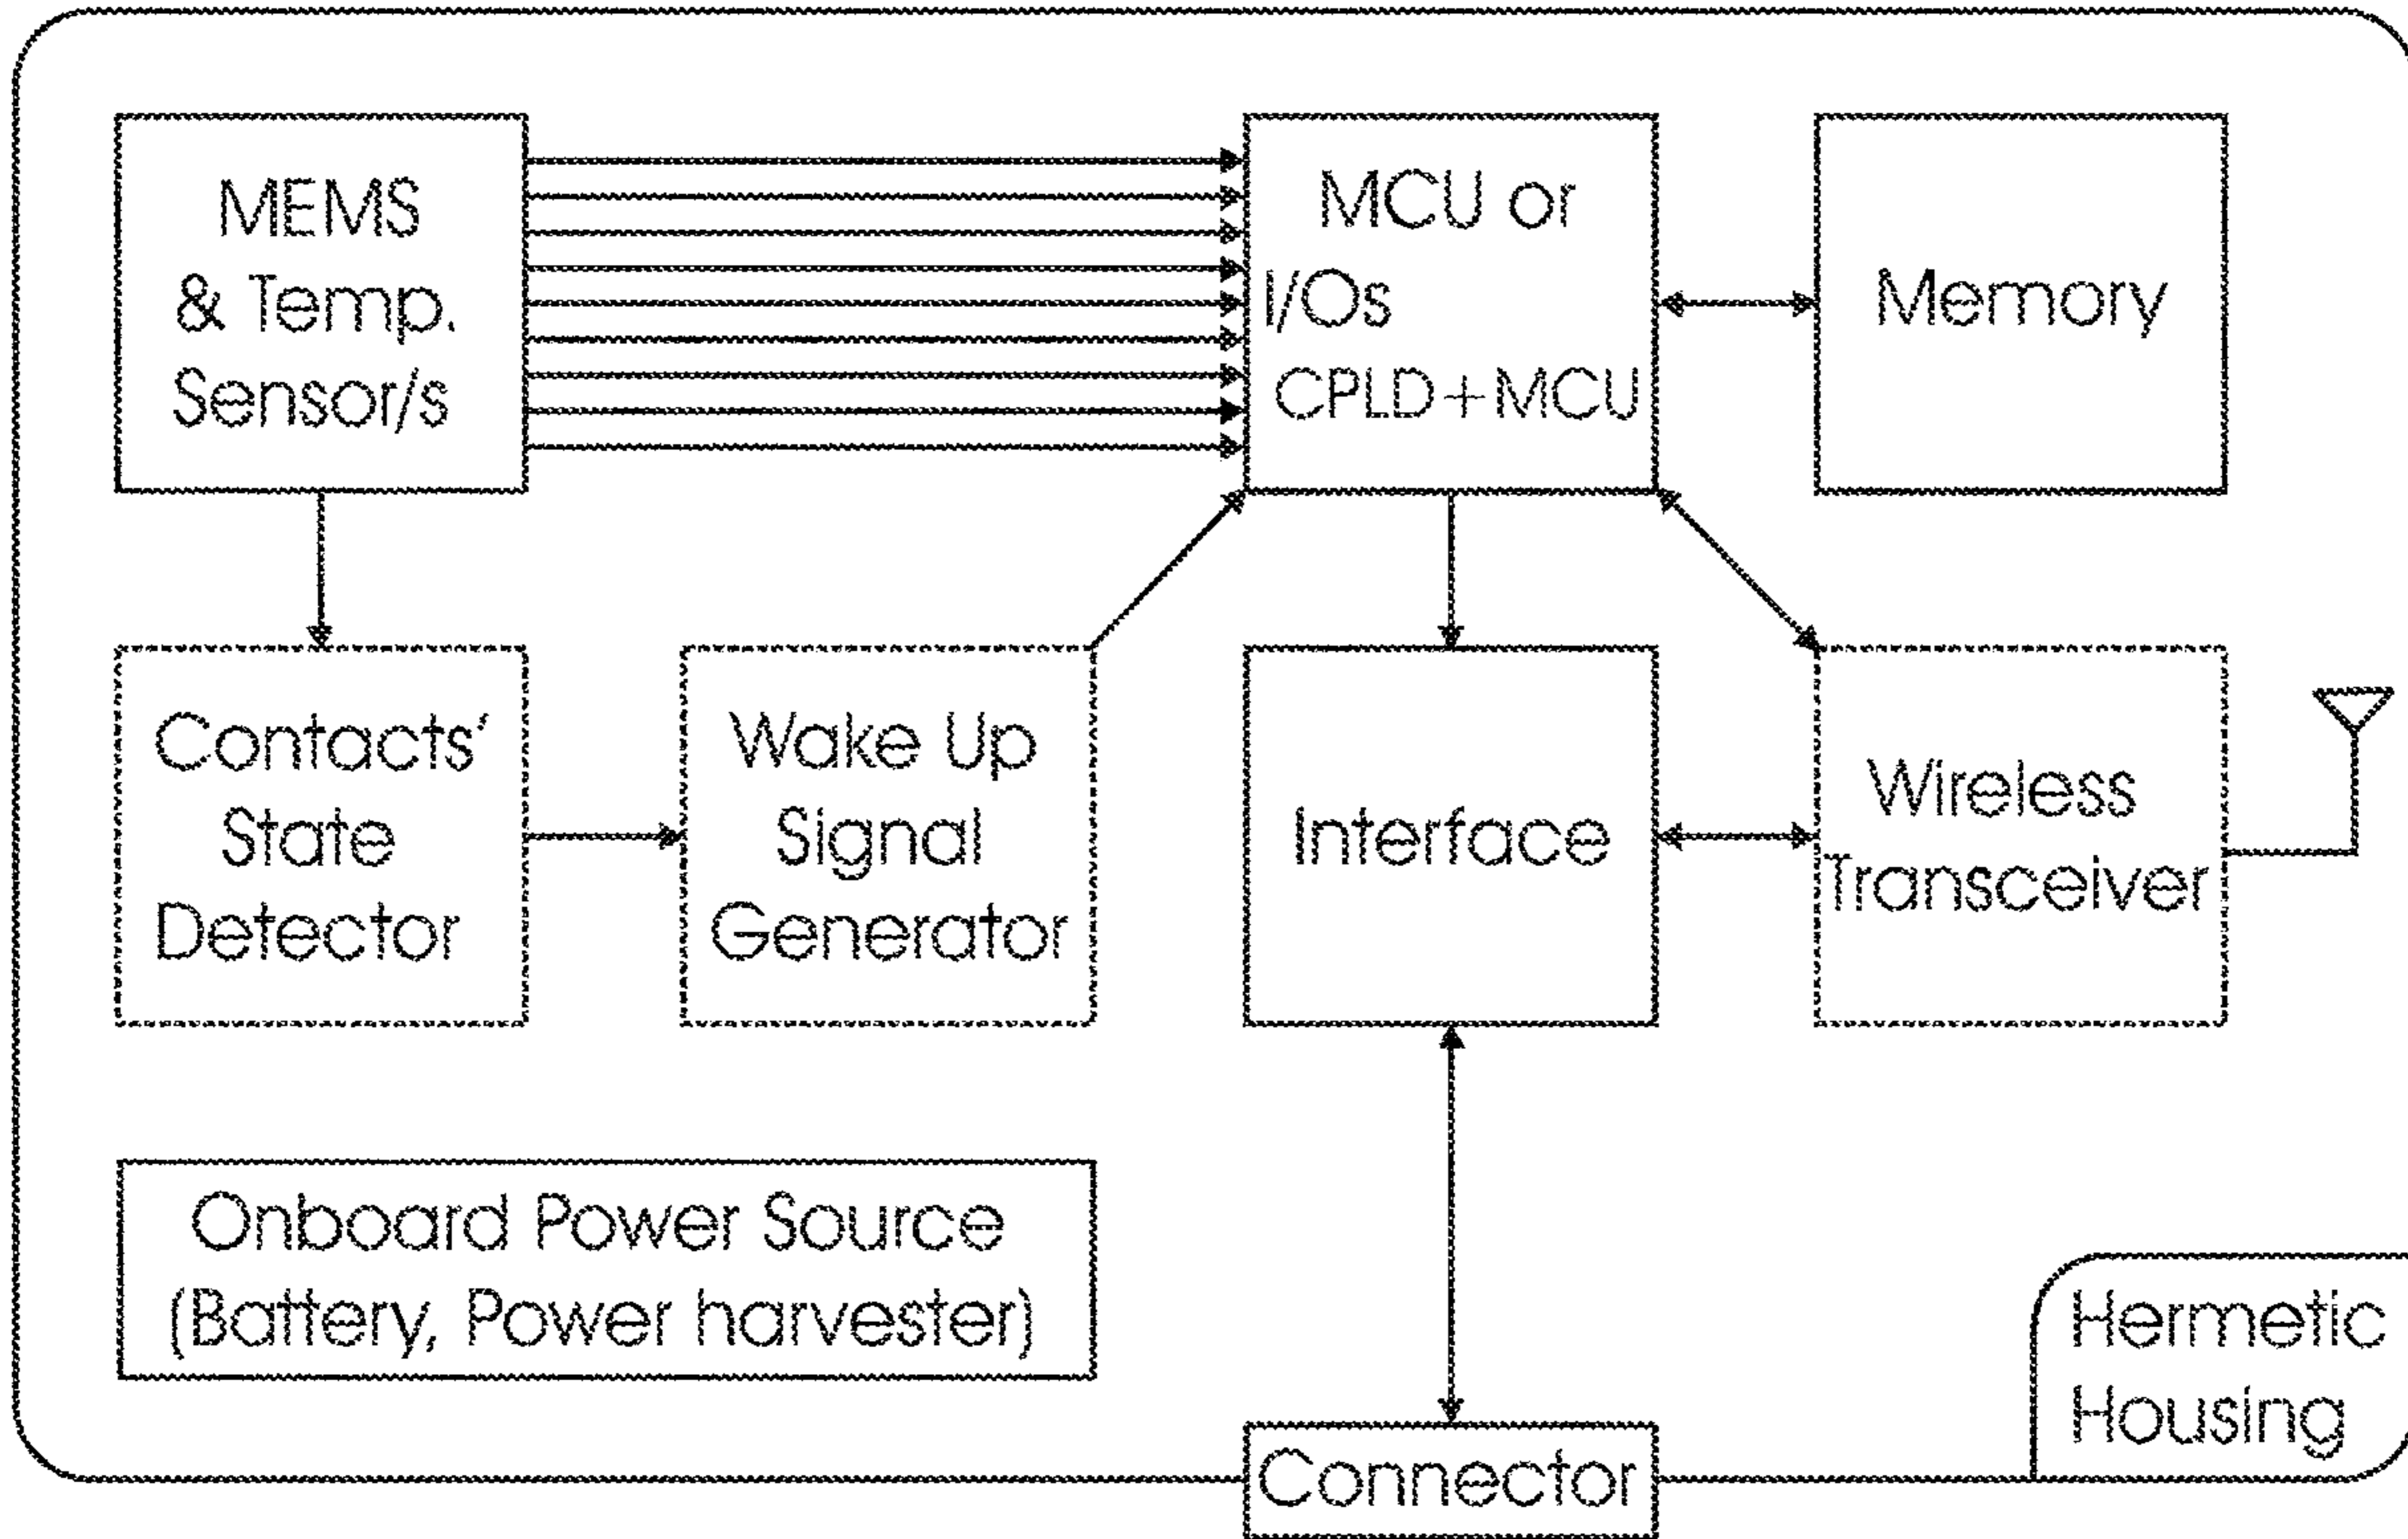 MEMS
& Temp.
Sensor/s
MCU or
I/Os
CPLD+MCU
Memory
Contacts'
State
Detector
Wake Up
Signal
Generator
Interface
Wireless
Transceiver
Onboard Power Source
(Battery, Power harvester)
Hermetic
Housing
Connector